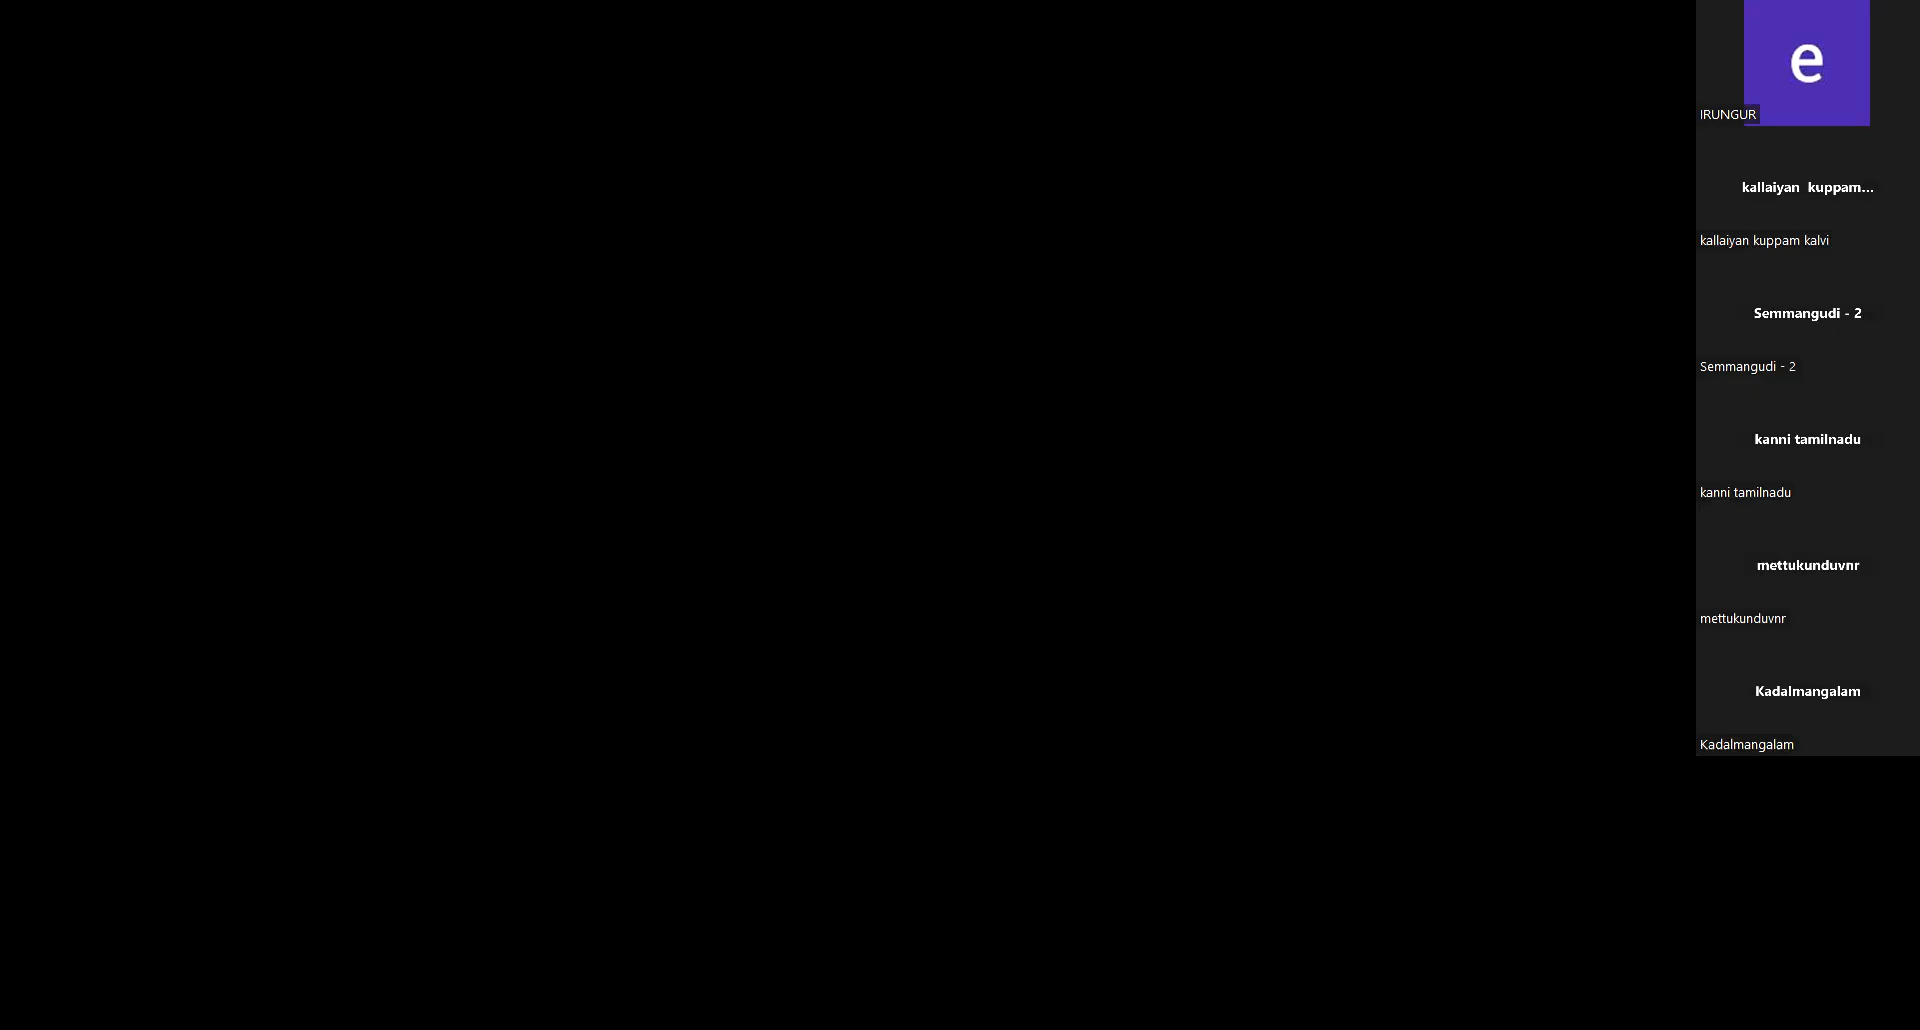 e
IRUNGUR
kallaiyan kuppam...
kallaiyan kuppam kalvi
Semmangudi - 2
Semmangudi - 2
kanni tamilnadu
kanni tamilnadu
mettukunduvnr
mettukunduvnr
Kadalmangalam
Kadalmangalam